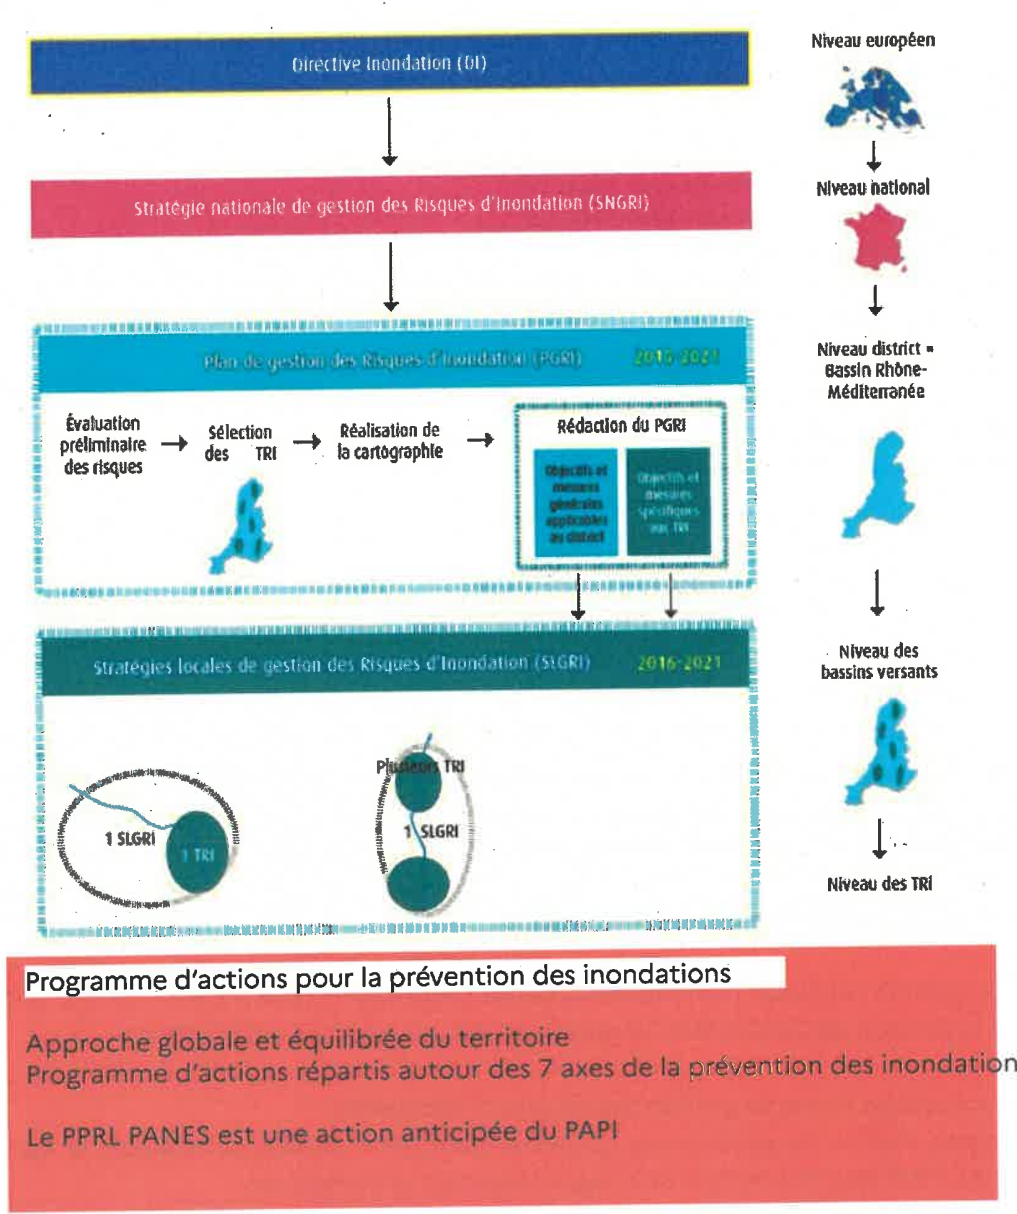 Directive Inondation (DI)
Stratégie nationale de gestion des Risques d'Inondation (SNGRI)
Plan de gestion des Risques d'Inondation (PGRI) 2016-2021
Évaluation
préliminaire
des risques
Sélection
des TRI
Réalisation de
la cartographie
Rédaction du PGRI
Objectifs et
mesures
générales
applicables
au district
Objectifs et
mesures
spécifiques
aux TRI
Stratégies locales de gestion des Risques d'Inondation (SLGRI) 2016-2021
1 SLGRI
1 TRI
Plusieurs TRI
1 SLGRI
Niveau européen
Niveau national
Niveau district =
Bassin Rhône-
Méditerranée
Niveau des
bassins versants
Niveau des TRI
Programme d'actions pour la prévention des inondations
Approche globale et équilibrée du territoire
Programme d'actions répartis autour des 7 axes de la prévention des inondation
Le PPRL PANES est une action anticipée du PAPI